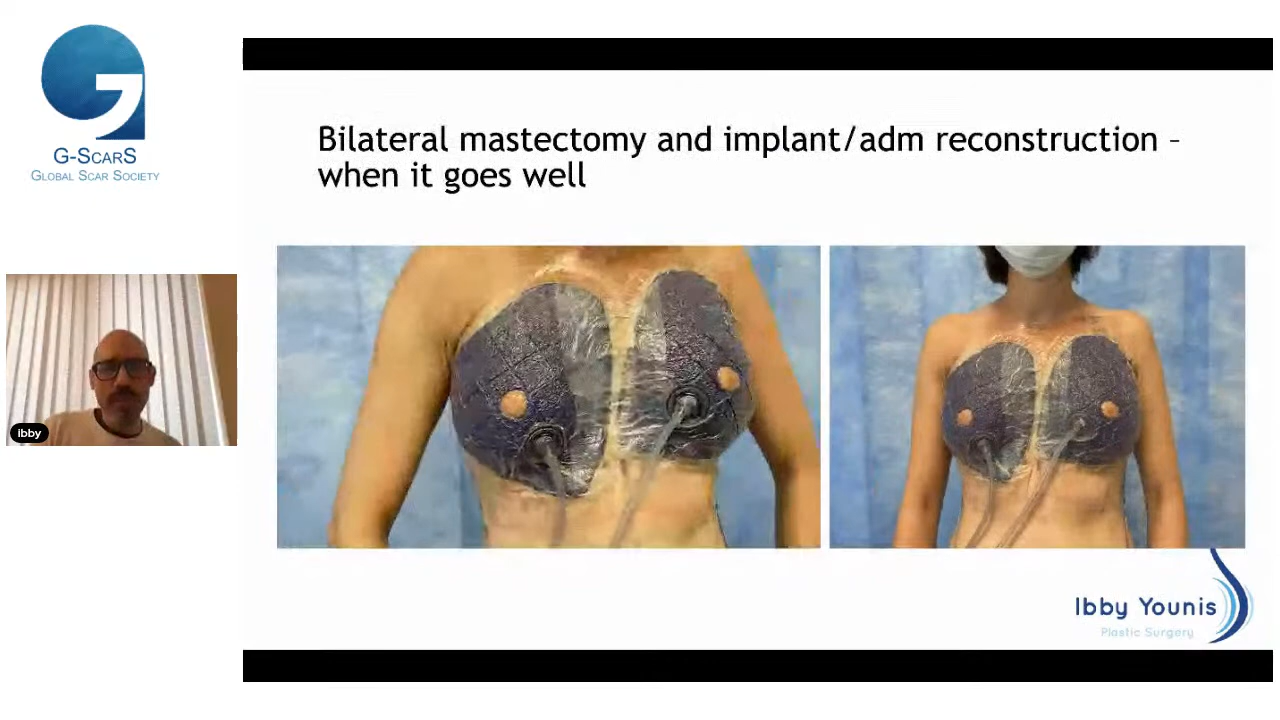 G-SCARS
GLOBAL SCAR SOCIETY
Bilateral mastectomy and implant/adm reconstruction –
when it goes well
ibby
Ibby Younis
Plastic Surgery